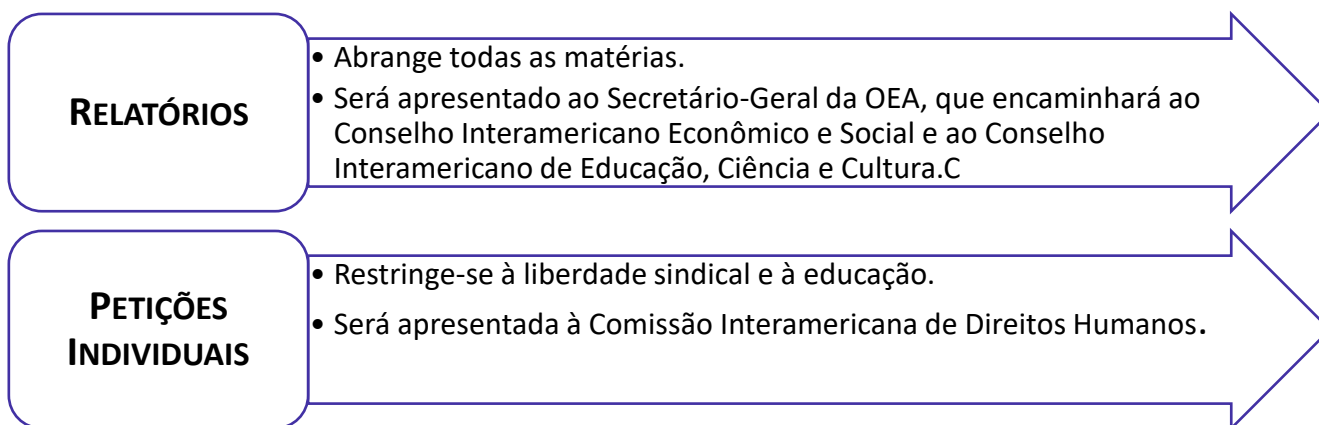 RELATÓRIOS
• Abrange todas as matérias.
• Será apresentado ao Secretário-Geral da OEA, que encaminhará ao
Conselho Interamericano Econômico e Social e ao Conselho
Interamericano de Educação, Ciência e Cultura.C
PETIÇÕES
INDIVIDUAIS
• Restringe-se à liberdade sindical e à educação.
• Será apresentada à Comissão Interamericana de Direitos Humanos.